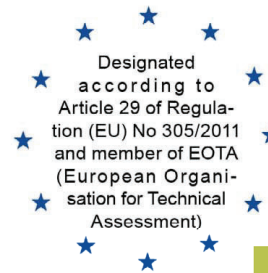 Designated
according to
Article 29 of Regula-
tion (EU) No 305/2011
and member of EOTA
(European Organi-
sation for Technical
Assessment)